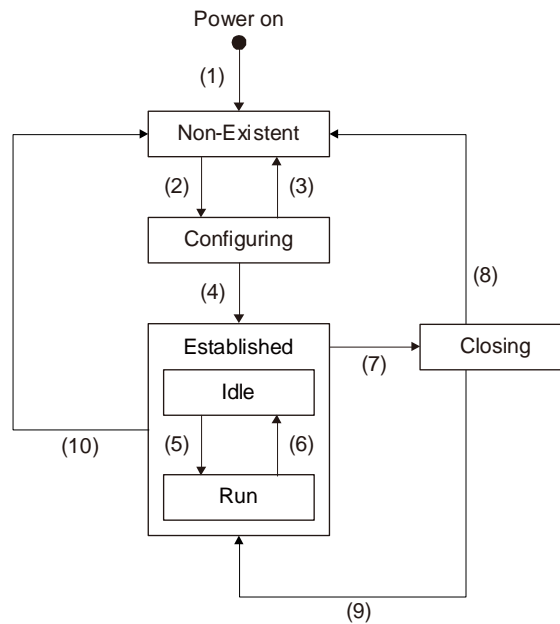 Power on
(1)
Non-Existent
(2)
(3)
Configuring
(4)
(8)
Established
(7)
Closing
Idle
(5)
(6)
(10)
Run
(9)